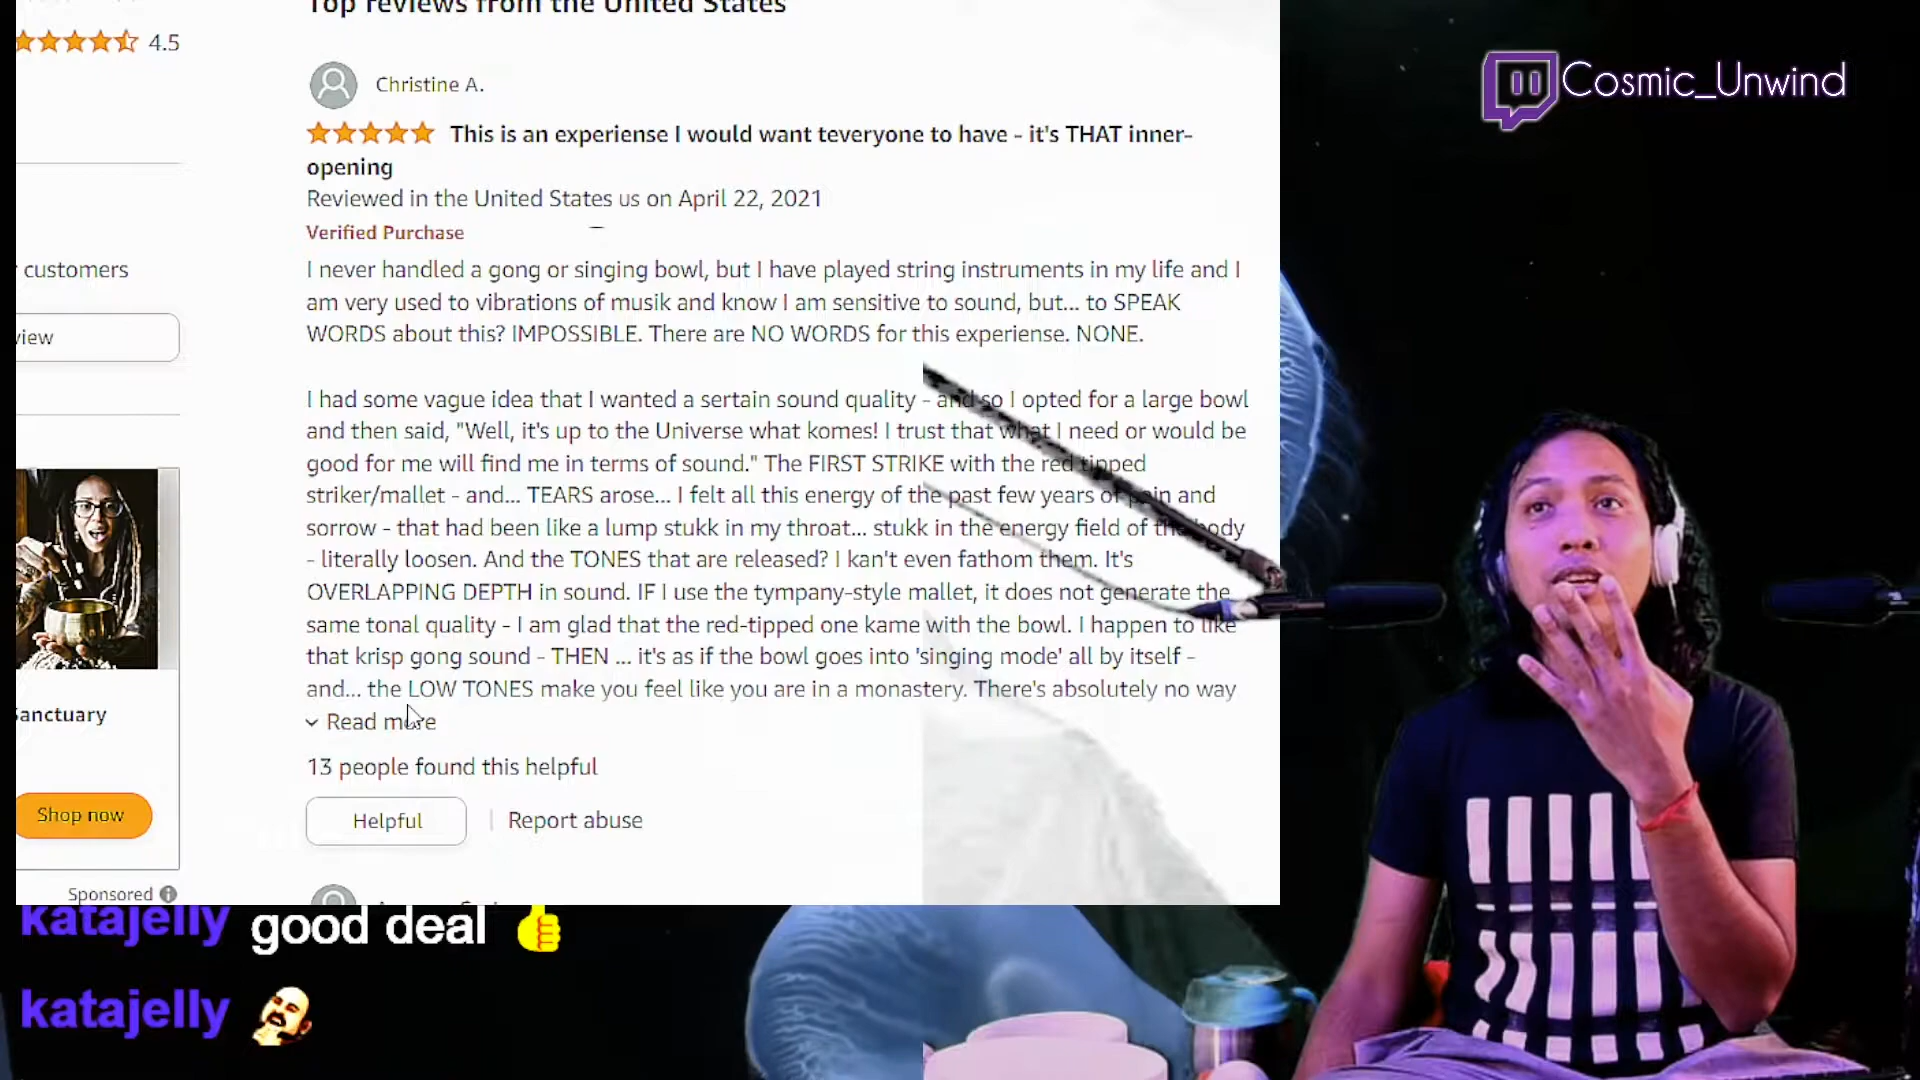 Top reviews from the United States
4.5
Christine A.
This is an experiense I would want teveryone to have - it's THAT inner-
opening
Reviewed in the United States us on April 22, 2021
Verified Purchase
I never handled a gong or singing bowl, but I have played string instruments in my life and I
am very used to vibrations of musik and know I am sensitive to sound, but... to SPEAK
WORDS about this? IMPOSSIBLE. There are NO WORDS for this experiense. NONE.
I had some vague idea that I wanted a sertain sound quality - and so I opted for a large bowl
and then said, "Well, it's up to the Universe what komes! I trust that what I need or would be
good for me will find me in terms of sound." The FIRST STRIKE with the red tipped
striker/mallet - and... TEARS arose... I felt all this energy of the past few years of pain and
sorrow - that had been like a lump stukk in my throat... stukk in the energy field of the body
- literally loosen. And the TONES that are released? I kan't even fathom them. It's
OVERLAPPING DEPTH in sound. IF I use the tympany-style mallet, it does not generate the
same tonal quality - I am glad that the red-tipped one kame with the bowl. I happen to like
that krisp gong sound - THEN ... it's as if the bowl goes into 'singing mode' all by itself -
and... the LOW TONES make you feel like you are in a monastery. There's absolutely no way
Read more
13 people found this helpful
Helpful
Report abuse
customers
view
Sanctuary
Shop now
Sponsored
katajelly good deal 👍
katajelly
Cosmic_Unwind